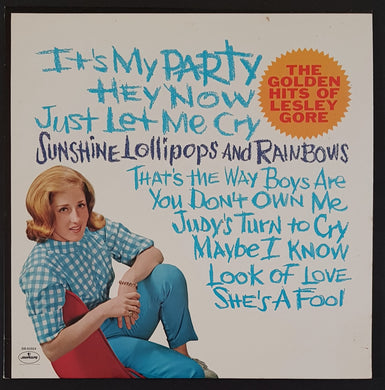 It's My PARTY
Hey Now
Just Let Me Cry
Sunshine, Lollipops AND RAINBOWS
That's the Way Boys Are
You Don't Own Me
Judy's Turn to Cry
Maybe I Know
Look of Love
She's A Fool
THE
GOLDEN
HITS OF
LESLEY
GORE
mercury